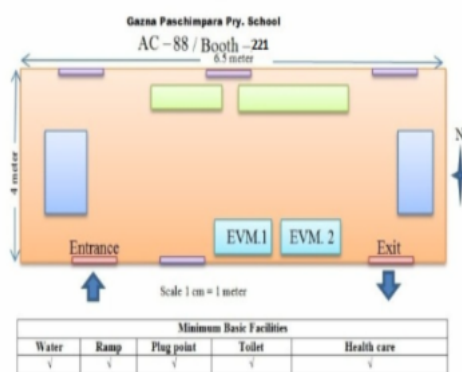 Gazna Paschimpara Pry. School
AC – 88 / Booth –221
6.5 meter
4 meter
N
EVM.1 EVM. 2
Entrance Exit
Scale 1 cm = 1 meter
Minimum Basic Facilities
Water Ramp Plug point Toilet Health care
√ √ √ √ √